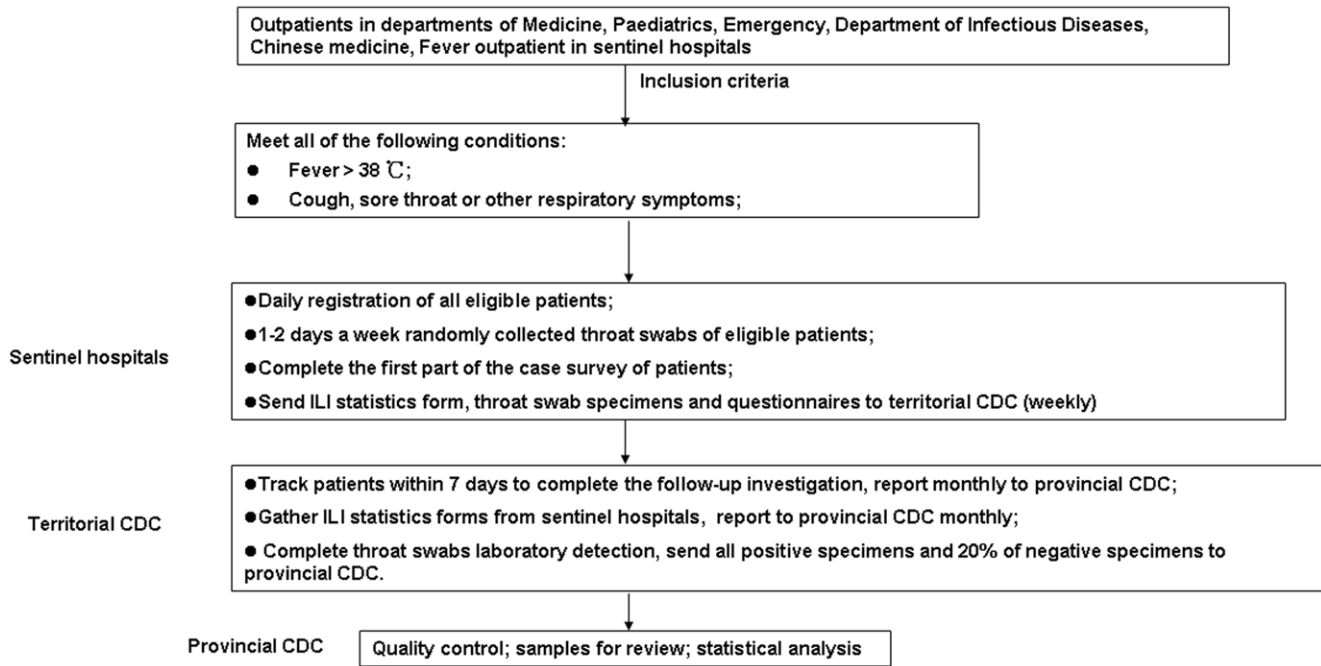 Outpatients in departments of Medicine, Paediatrics, Emergency, Department of Infectious Diseases,
Chinese medicine, Fever outpatient in sentinel hospitals
Inclusion criteria
Meet all of the following conditions:
● Fever > 38 ℃;
● Cough, sore throat or other respiratory symptoms;
Sentinel hospitals
●Daily registration of all eligible patients;
●1-2 days a week randomly collected throat swabs of eligible patients;
●Complete the first part of the case survey of patients;
●Send ILI statistics form, throat swab specimens and questionnaires to territorial CDC (weekly)
Territorial CDC
●Track patients within 7 days to complete the follow-up investigation, report monthly to provincial CDC;
●Gather ILI statistics forms from sentinel hospitals, report to provincial CDC monthly;
● Complete throat swabs laboratory detection, send all positive specimens and 20% of negative specimens to
provincial CDC.
Provincial CDC
Quality control; samples for review; statistical analysis